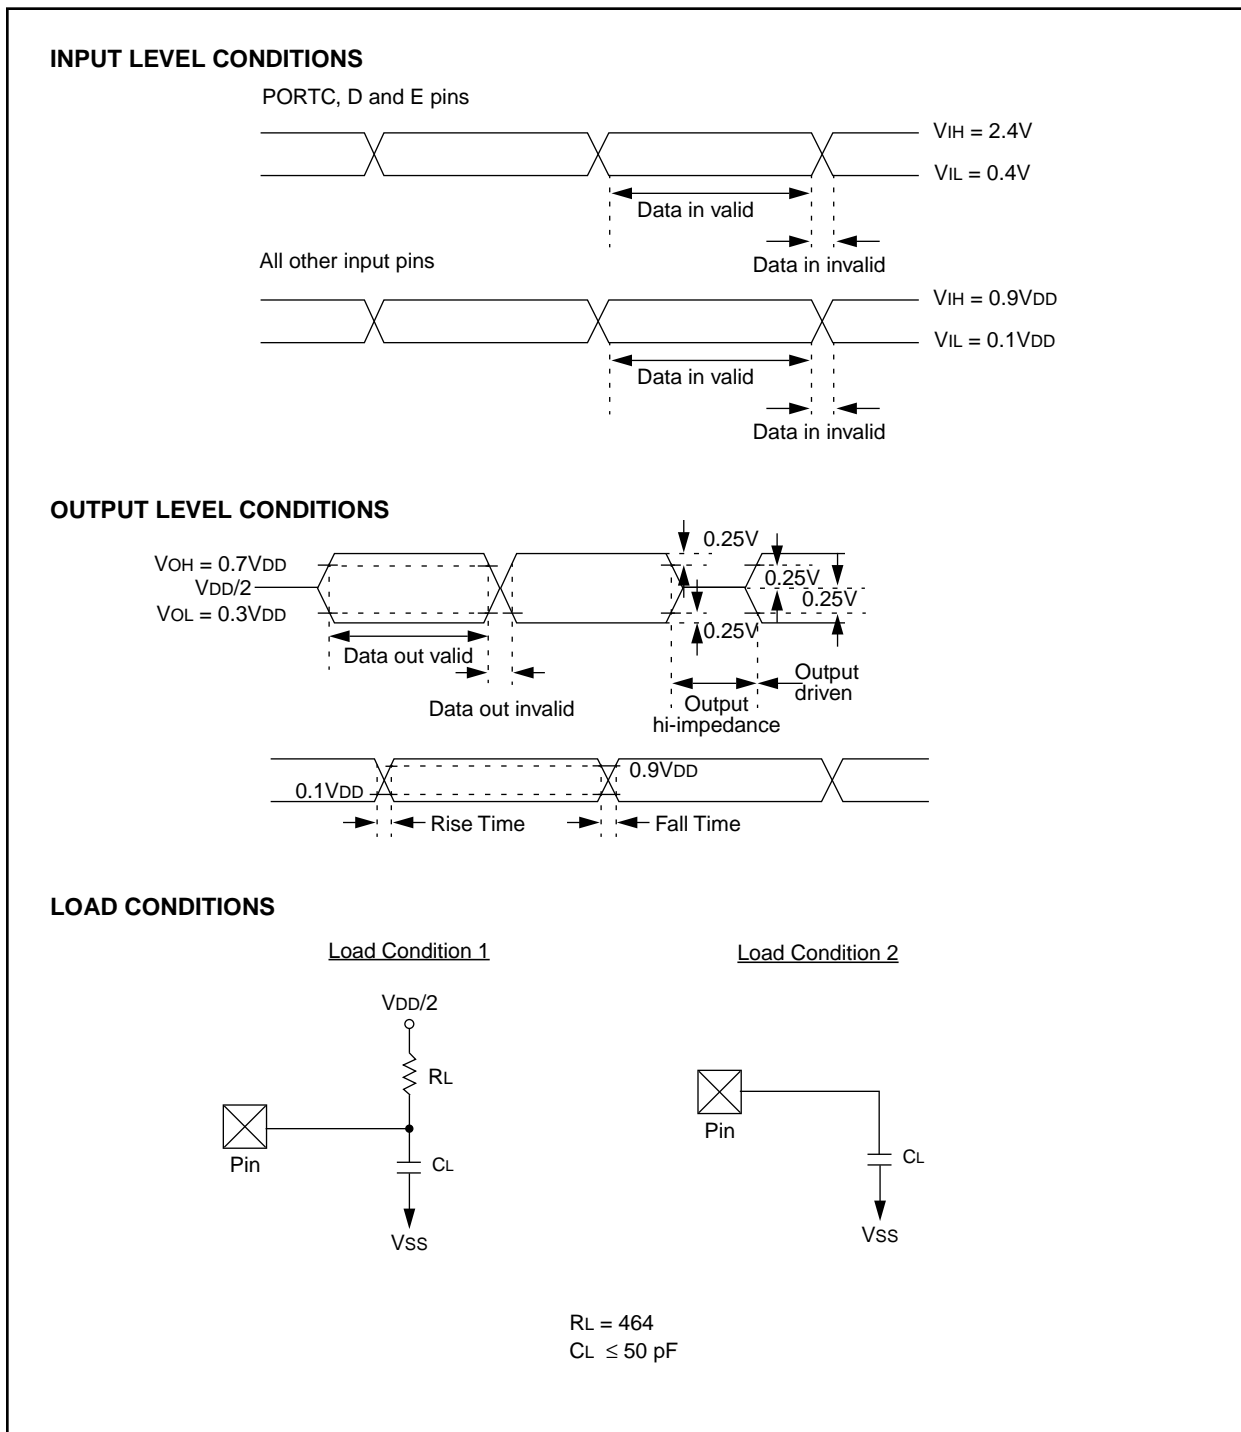 INPUT LEVEL CONDITIONS
PORTC, D and E pins
VIH = 2.4V
VIL = 0.4V
Data in valid
Data in invalid
All other input pins
VIH = 0.9VDD
VIL = 0.1VDD
Data in valid
Data in invalid
OUTPUT LEVEL CONDITIONS
0.25V
VOH = 0.7VDD
VDD/2
VOL = 0.3VDD
0.25V
0.25V
0.25V
Data out valid
Data out invalid
Output
hi-impedance
Output
driven
0.9VDD
0.1VDD
Rise Time
Fall Time
LOAD CONDITIONS
Load Condition 1
VDD/2
RL
Pin
CL
VSS
Load Condition 2
Pin
CL
VSS
RL = 464
CL ≤ 50 pF